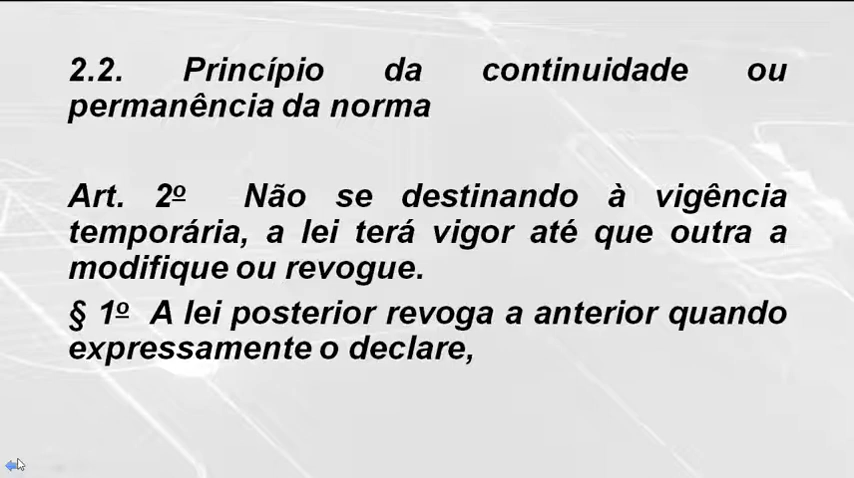 2.2. Princípio da continuidade ou
permanência da norma
Art. 2º Não se destinando à vigência
temporária, a lei terá vigor até que outra a
modifique ou revogue.
§ 1º A lei posterior revoga a anterior quando
expressamente o declare,